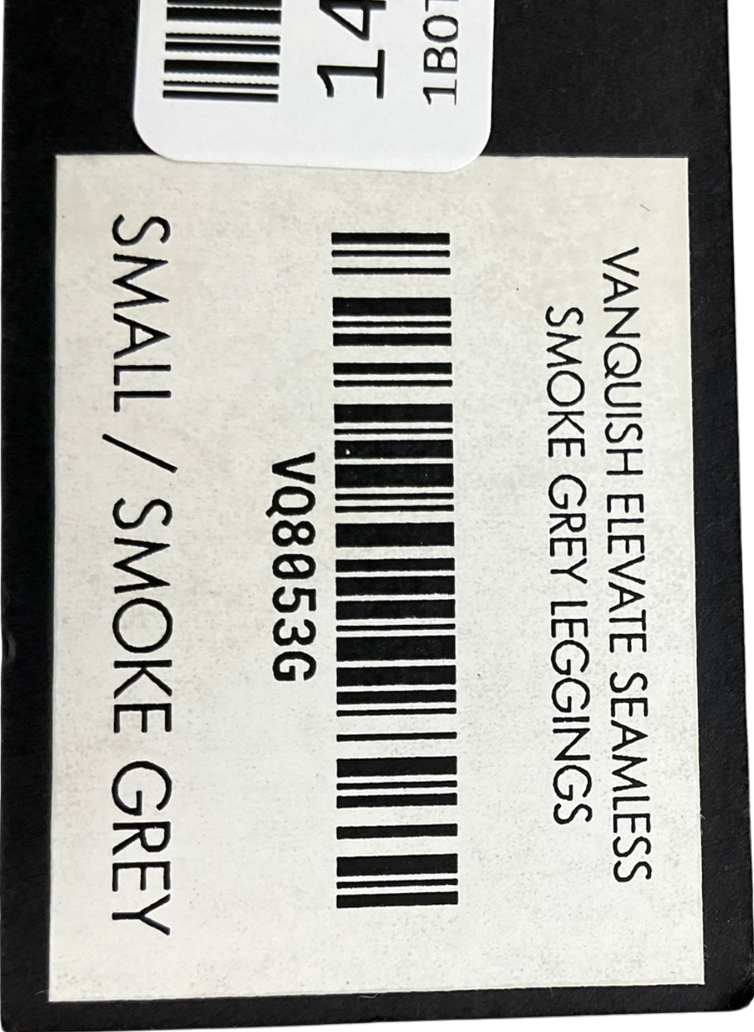 VANQUISH ELEVATE SEAMLESS
SMOKE GREY LEGGINGS
VQ8053G
SMALL / SMOKE GREY